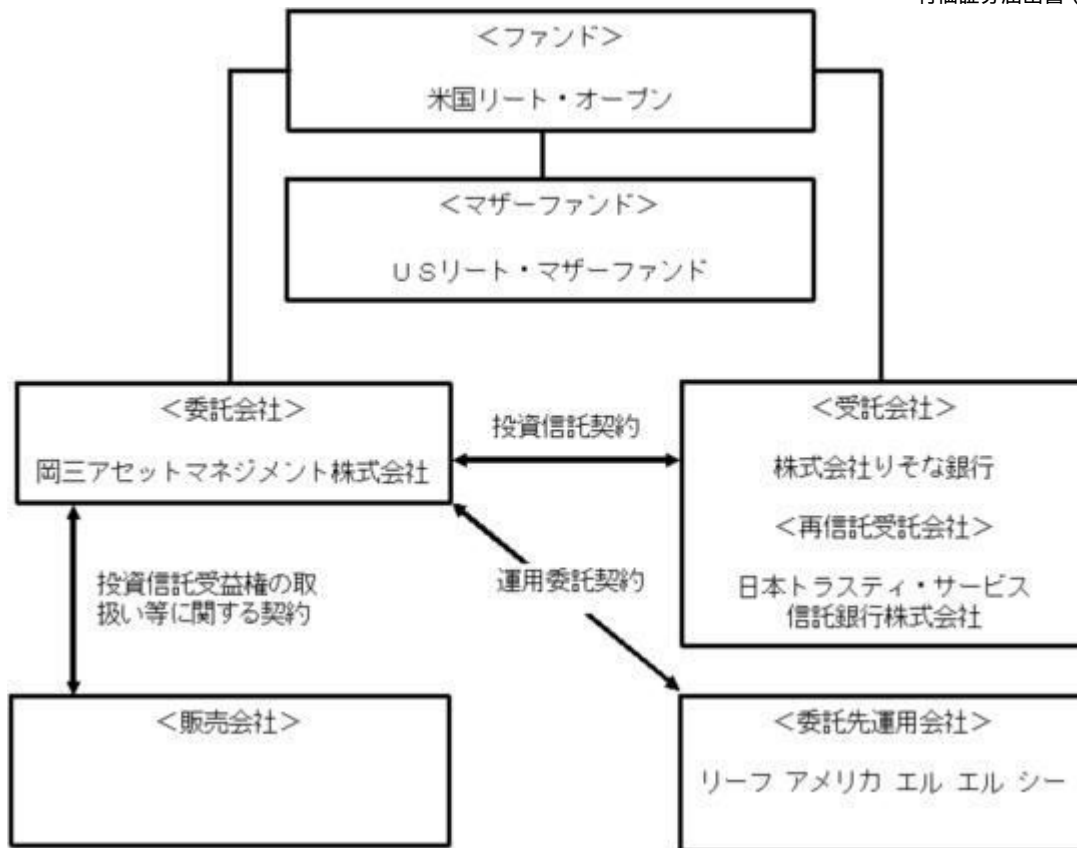 <ファンド>
米国リート・オープン
<マザーファンド>
USリート・マザーファンド
<委託会社>
岡三アセットマネジメント株式会社
投資信託契約
<受託会社>
株式会社りそな銀行
<再信託受託会社>
日本トラスティ・サービス
信託銀行株式会社
投資信託受益権の取
扱い等に関する契約
運用委託契約
<販売会社>
<委託先運用会社>
リーフ アメリカ エル エル シー